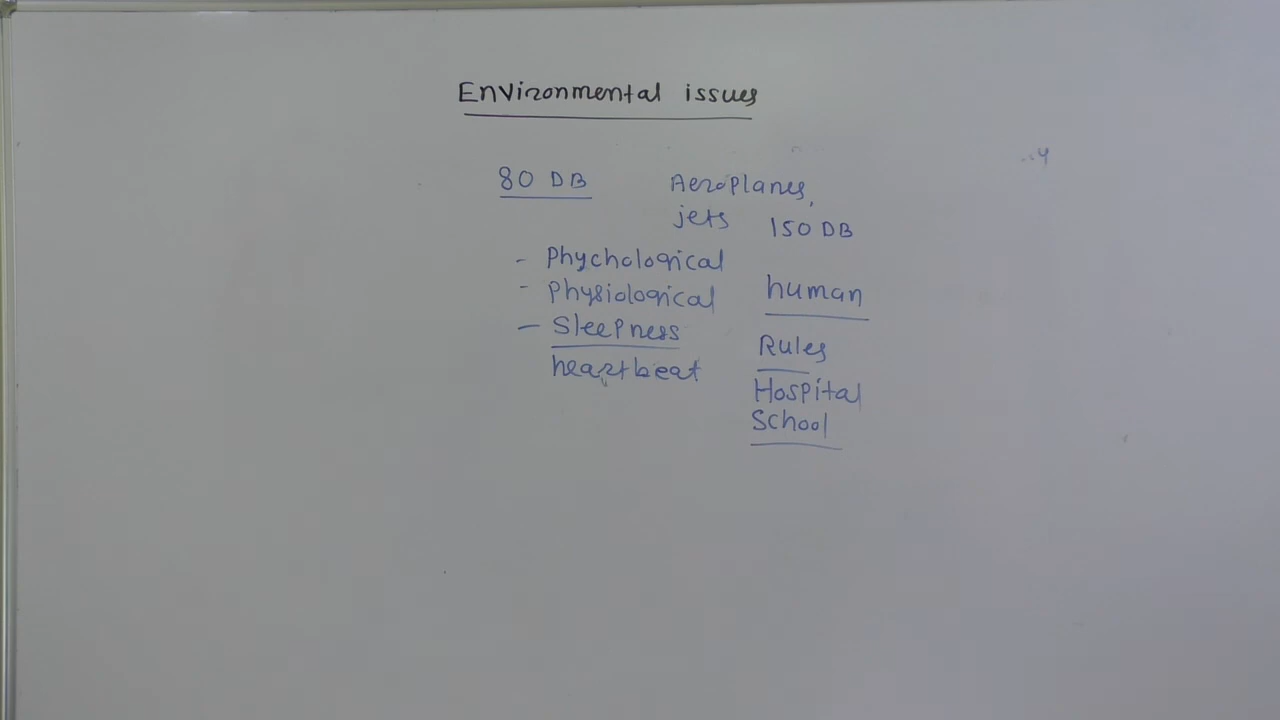 Environmental issues
80 DB
Aeroplanes,
jets 150 DB
- Phychological
- Physiological
- Sleepness
heartbeat
human
Rules
Hospital
School